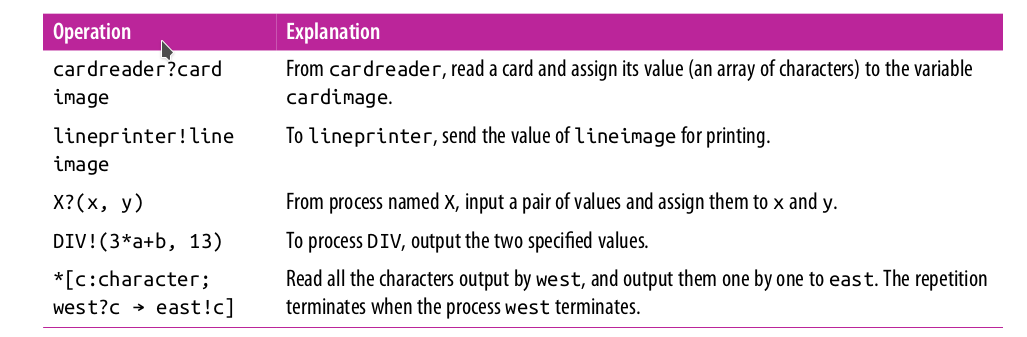 Operation Explanation
cardreader?card From cardreader, read a card and assign its value (an array of characters) to the variable
image cardimage.
lineprinter!line To lineprinter, send the value of lineimage for printing.
image
X?(x, y) From process named X, input a pair of values and assign them to x and y.
DIV!(3*a+b, 13) To process DIV, output the two specified values.
*[c:character; Read all the characters output by west, and output them one by one to east. The repetition
west?c → east!c] terminates when the process west terminates.